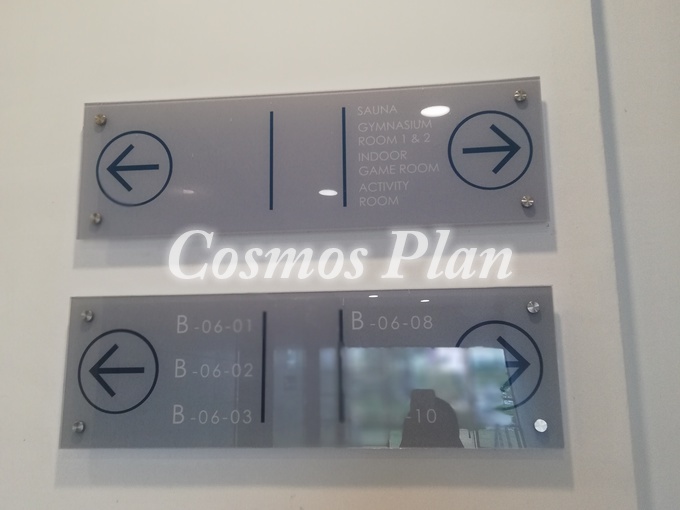 SAUNA
GYMNASIUM
ROOM 1 & 2
INDOOR
GAME ROOM
ACTIVITY
ROOM
Cosmos Plan
B-06-01
B-06-02
B-06-03
B-06-08
-10